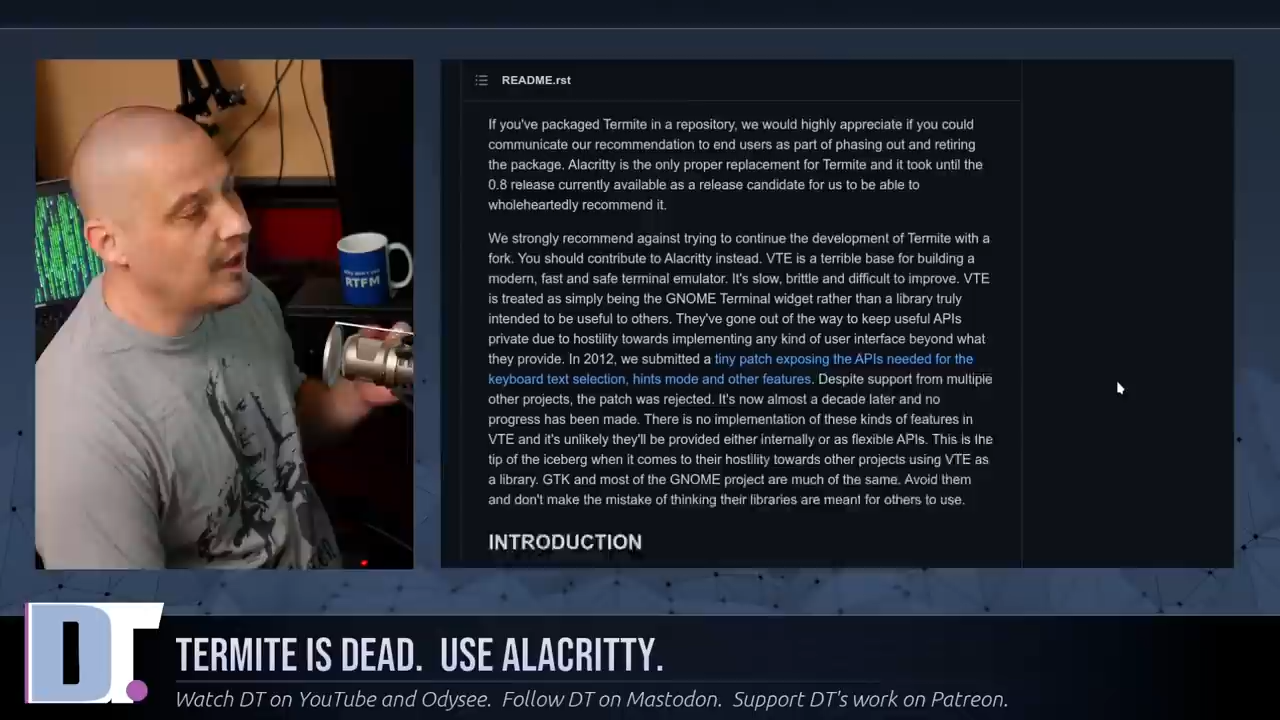 README.rst
If you've packaged Termite in a repository, we would highly appreciate if you could
communicate our recommendation to end users as part of phasing out and retiring
the package. Alacritty is the only proper replacement for Termite and it took until the
0.8 release currently available as a release candidate for us to be able to
wholeheartedly recommend it.
We strongly recommend against trying to continue the development of Termite with a
fork. You should contribute to Alacritty instead. VTE is a terrible base for building a
modern, fast and safe terminal emulator. It's slow, brittle and difficult to improve. VTE
is treated as simply being the GNOME Terminal widget rather than a library truly
intended to be useful to others. They've gone out of the way to keep useful APIs
private due to hostility towards implementing any kind of user interface beyond what
they provide. In 2012, we submitted a tiny patch exposing the APIs needed for the
keyboard text selection, hints mode and other features. Despite support from multiple
other projects, the patch was rejected. It's now almost a decade later and no
progress has been made. There is no implementation of these kinds of features in
VTE and it's unlikely they'll be provided either internally or as flexible APIs. This is the
tip of the iceberg when it comes to their hostility towards other projects using VTE as
a library. GTK and most of the GNOME project are much of the same. Avoid them
and don't make the mistake of thinking their libraries are meant for others to use.
INTRODUCTION
RTFM
DT.
TERMITE IS DEAD. USE ALACRITTY.
Watch DT on YouTube and Odysee. Follow DT on Mastodon. Support DT's work on Patreon.